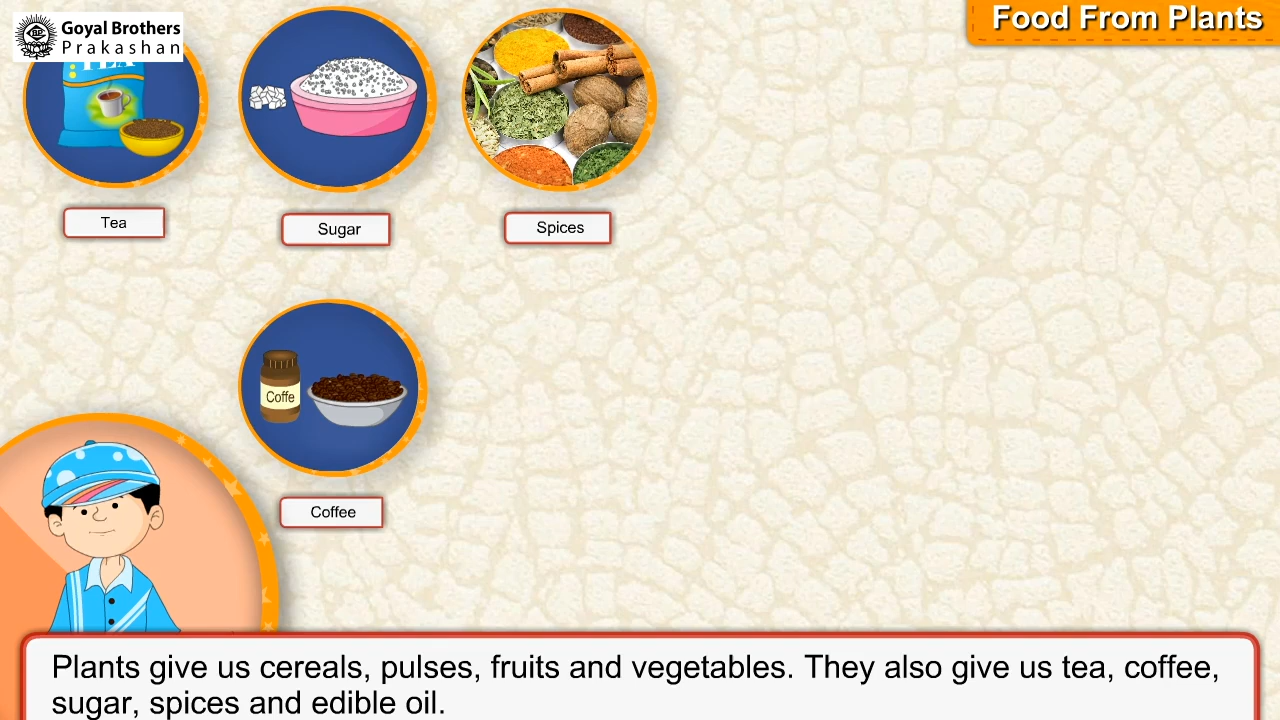 Goyal Brothers
Prakashan
Food From Plants
TEA
Tea
Sugar
Spices
Coffe
Coffee
Plants give us cereals, pulses, fruits and vegetables. They also give us tea, coffee,
sugar, spices and edible oil.